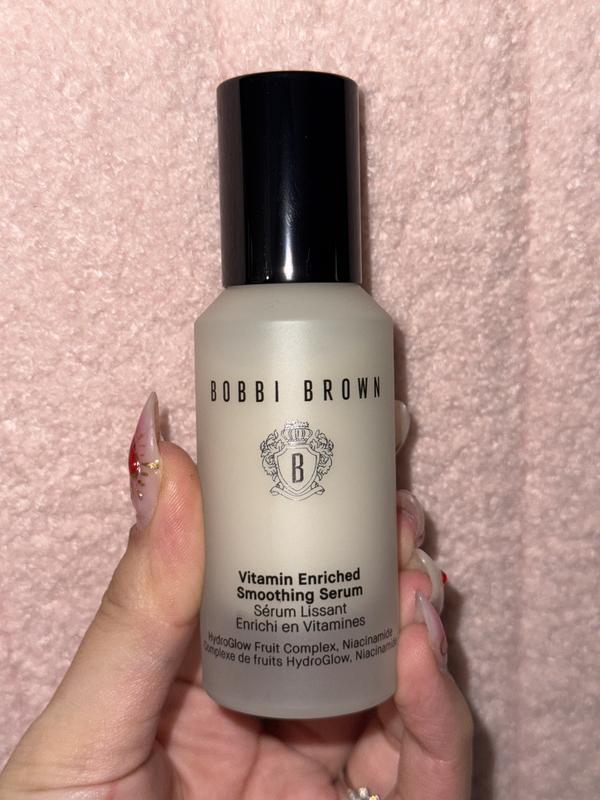 BOBBI BROWN
B
Vitamin Enriched
Smoothing Serum
Sérum Lissant
Enrichi en Vitamines
HydroGlow Fruit Complex, Niacinamide
Complexe de fruits HydroGlow, Niacinamide